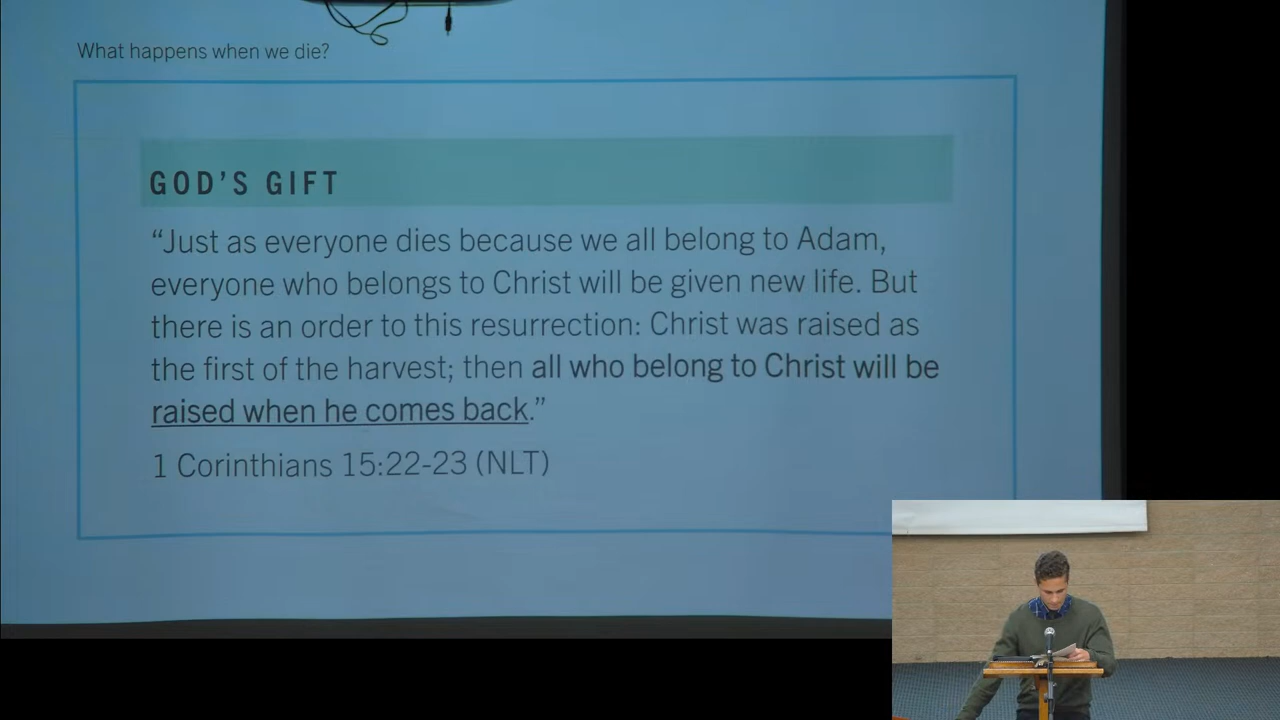 What happens when we die?
GOD’S GIFT
“Just as everyone dies because we all belong to Adam,
everyone who belongs to Christ will be given new life. But
there is an order to this resurrection: Christ was raised as
the first of the harvest; then all who belong to Christ will be
raised when he comes back.”
1 Corinthians 15:22-23 (NLT)